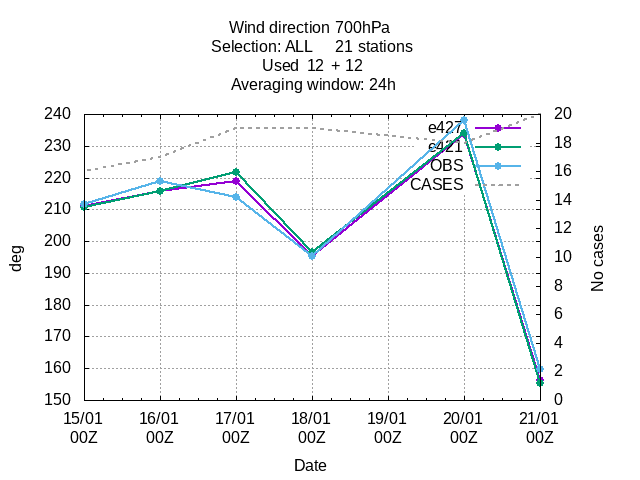 Wind direction 700hPa
Selection: ALL 21 stations
Used 12 + 12
Averaging window: 24h
240
230
220
210
200
190
180
170
160
150
deg
20
18
16
14
12
10
8
6
4
2
0
No cases
e427
e421
OBS
CASES
15/01 16/01 17/01 18/01 19/01 20/01 21/01
00Z 00Z 00Z 00Z 00Z 00Z 00Z
Date